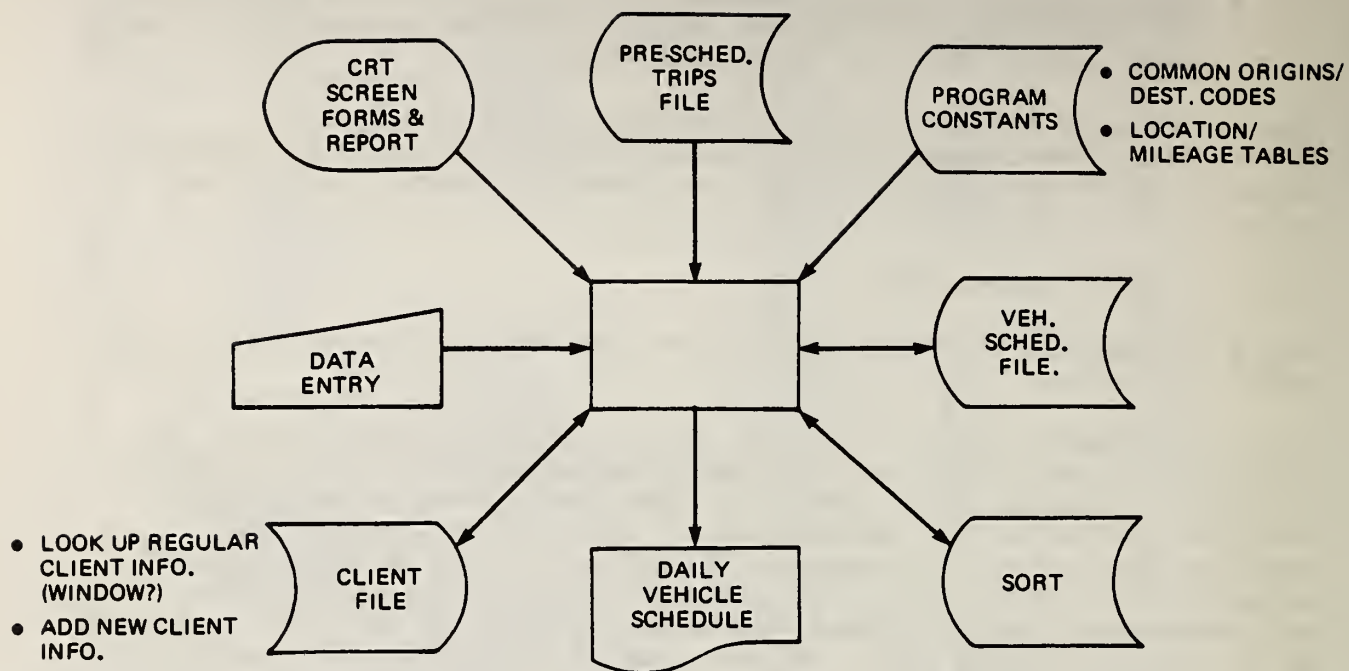 CRT
SCREEN
FORMS &
REPORT
PRE-SCHED.
TRIPS
FILE
PROGRAM
CONSTANTS
• COMMON ORIGINS/
DEST. CODES
• LOCATION/
MILEAGE TABLES
DATA
ENTRY
VEH.
SCHED.
FILE.
• LOOK UP REGULAR
CLIENT INFO.
(WINDOW?)
• ADD NEW CLIENT
INFO.
CLIENT
FILE
DAILY
VEHICLE
SCHEDULE
SORT